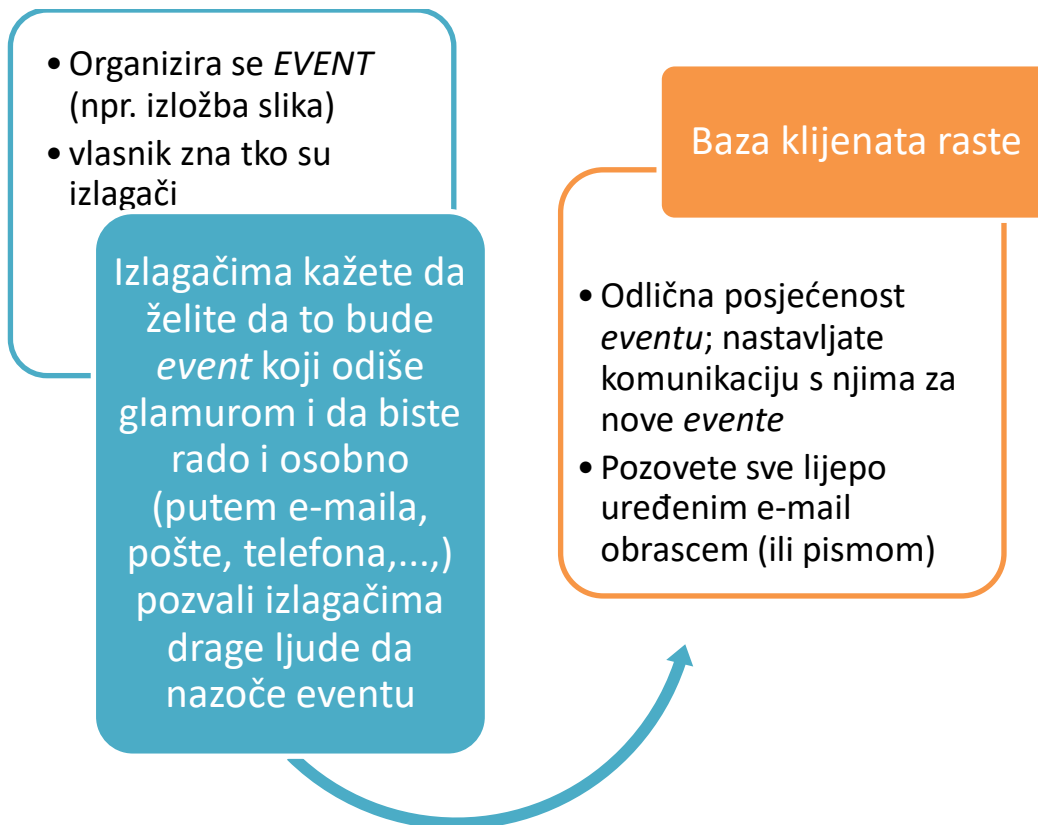 • Organizira se EVENT
(npr. izložba slika)
• vlasnik zna tko su
izlagači
Izlagačima kažete da
želite da to bude
event koji odiše
glamurom i da biste
rado i osobno
(putem e-maila,
pošte, telefona,...,)
pozvali izlagačima
drage ljude da
nazoče eventu
Baza klijenata raste
• Odlična posjećenost
eventu; nastavljate
komunikaciju s njima za
nove evente
• Pozovete sve lijepo
uređenim e-mail
obrascem (ili pismom)